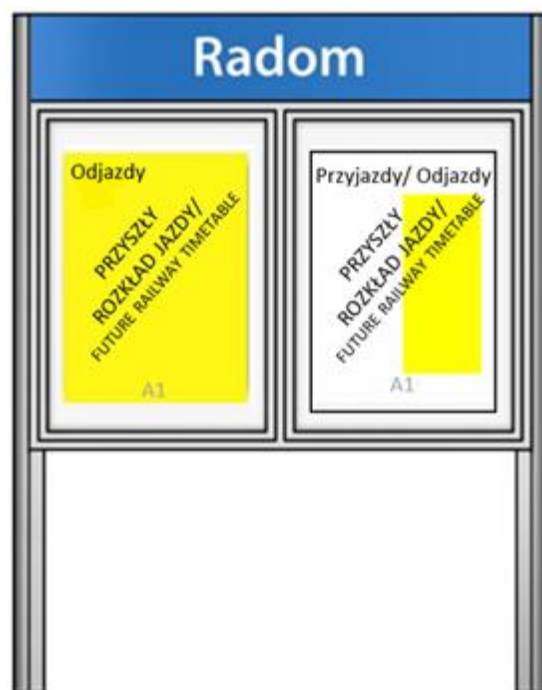 Radom
Odjazdy
PRZYSZŁY
ROZKŁAD JAZDY/
FUTURE RAILWAY TIMETABLE
A1
Przyjazdy/ Odjazdy
PRZYSZŁY
ROZKŁAD JAZDY/
FUTURE RAILWAY TIMETABLE
A1